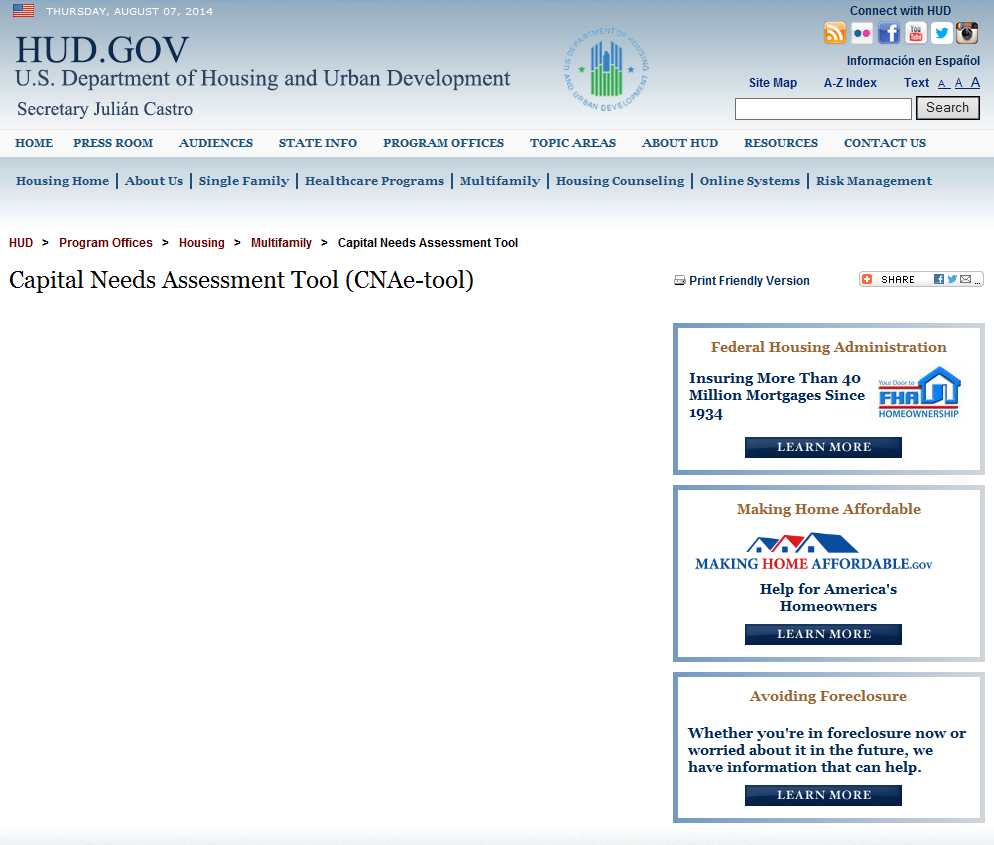 THURSDAY, AUGUST 07, 2014
Connect with HUD
HUD.GOV
U.S. Department of Housing and Urban Development
Secretary Julián Castro
U.S. DEPARTMENT OF HOUSING AND URBAN DEVELOPMENT
You Tube
Información en Español
Site Map A-Z Index Text A A A
Search
HOME PRESS ROOM AUDIENCES STATE INFO PROGRAM OFFICES TOPIC AREAS ABOUT HUD RESOURCES CONTACT US
Housing Home | About Us | Single Family | Healthcare Programs | Multifamily | Housing Counseling | Online Systems | Risk Management
HUD > Program Offices > Housing > Multifamily > Capital Needs Assessment Tool
Capital Needs Assessment Tool (CNAe-tool)
Print Friendly Version
SHARE ...
Federal Housing Administration
Insuring More Than 40
Million Mortgages Since
1934
Your Door to
FHA
HOMEOWNERSHIP
LEARN MORE
Making Home Affordable
MAKING HOME AFFORDABLE.GOV
Help for America's
Homeowners
LEARN MORE
Avoiding Foreclosure
Whether you're in foreclosure now or
worried about it in the future, we
have information that can help.
LEARN MORE